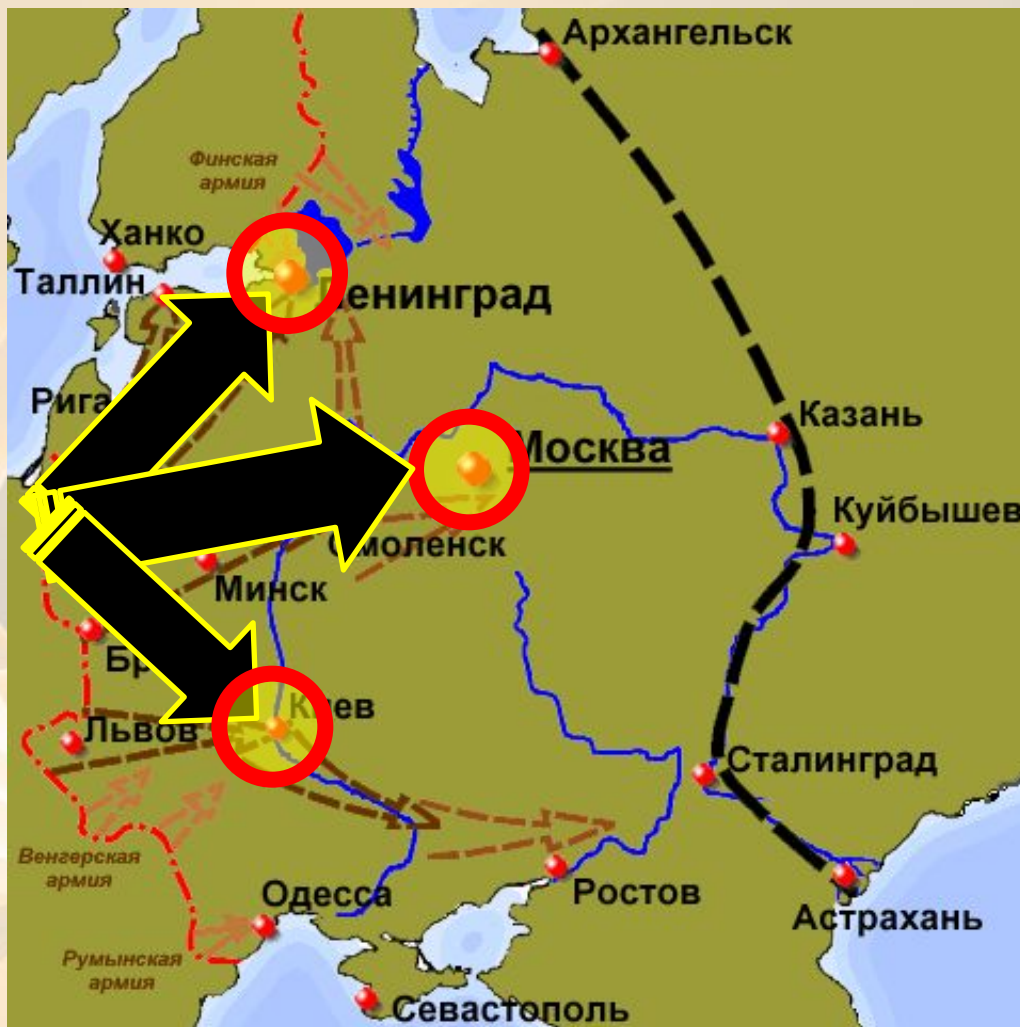 Архангельск
Финская
армия
Ханко
Таллин
Ленинград
Рига
Казань
Москва
Куйбышев
Смоленск
Минск
Бр
Киев
Львов
Сталинград
Венгерская
армия
Ростов
Одесса
Астрахань
Румынская
армия
Севастополь